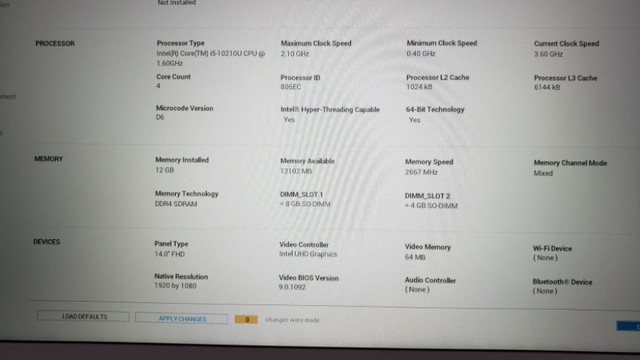 Not Installed
PROCESSOR
Processor Type
Maximum Clock Speed
Minimum Clock Speed
Current Clock Speed
Intel(R) Core(TM) i5-10210U CPU @
1.60GHz
2.10 GHz
0.40 GHz
3.60 GHz
Core Count
Processor ID
Processor L2 Cache
Processor L3 Cache
4
806EC
1024 kB
6144 kB
Microcode Version
Intel® Hyper-Threading Capable
64-Bit Technology
D6
Yes
Yes
MEMORY
Memory Installed
Memory Available
Memory Speed
Memory Channel Mode
12 GB
12102 MB
2667 MHz
Mixed
Memory Technology
DIMM_SLOT 1
DIMM_SLOT 2
DDR4 SDRAM
= 8 GB SO-DIMM
= 4 GB SO-DIMM
DEVICES
Panel Type
Video Controller
Video Memory
Wi-Fi Device
14.0" FHD
Intel UHD Graphics
64 MB
(None)
Native Resolution
Video BIOS Version
Audio Controller
Bluetooth® Device
1920 by 1080
9.0.1092
(None)
(None)
LOAD DEFAULTS
APPLY CHANGES
0
changes were made